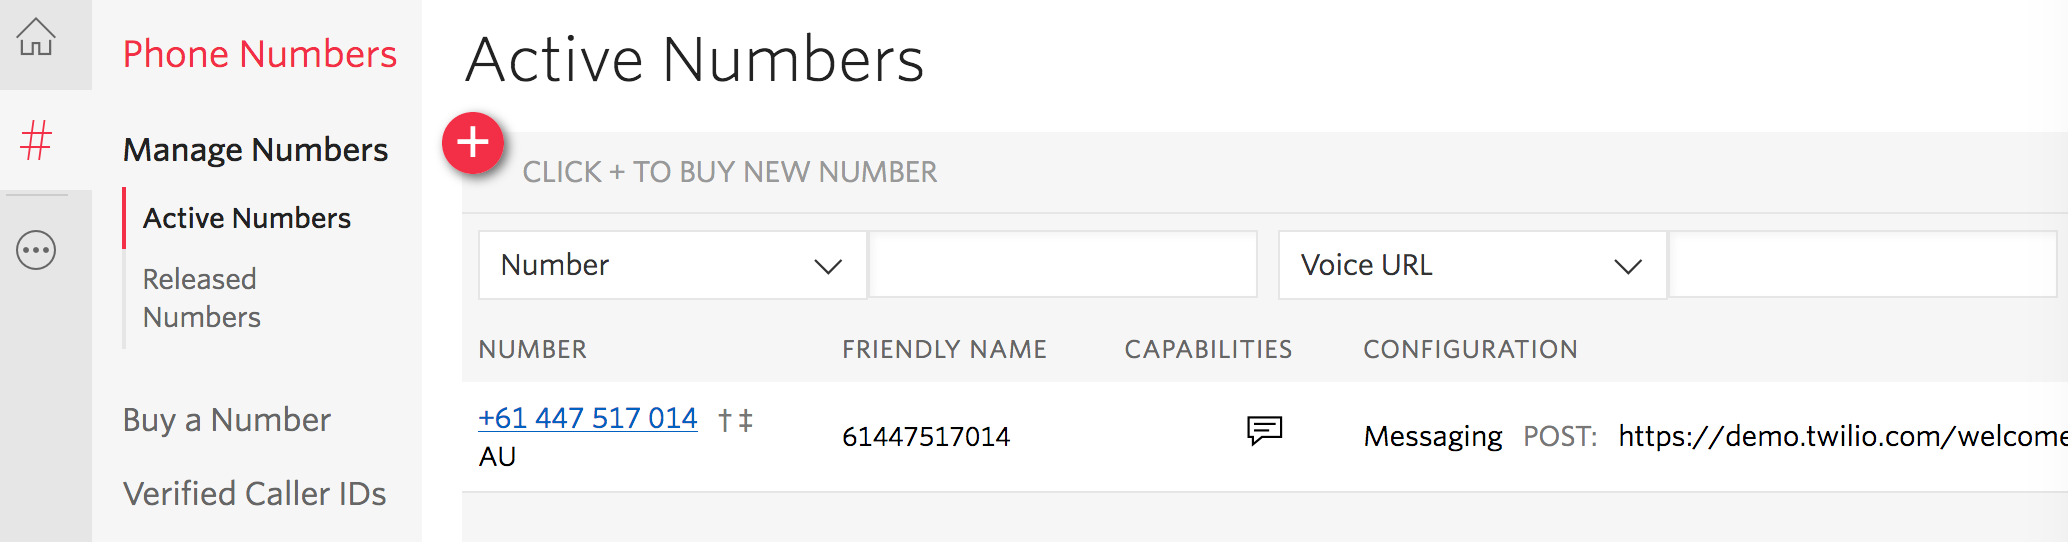 Phone Numbers
Manage Numbers
Active Numbers
Released
Numbers
Buy a Number
Verified Caller IDs
Active Numbers
CLICK + TO BUY NEW NUMBER
Number
Voice URL
NUMBER FRIENDLY NAME CAPABILITIES CONFIGURATION
+61 447 517 014 † ‡
AU
61447517014
Messaging POST: https://demo.twilio.com/welcome